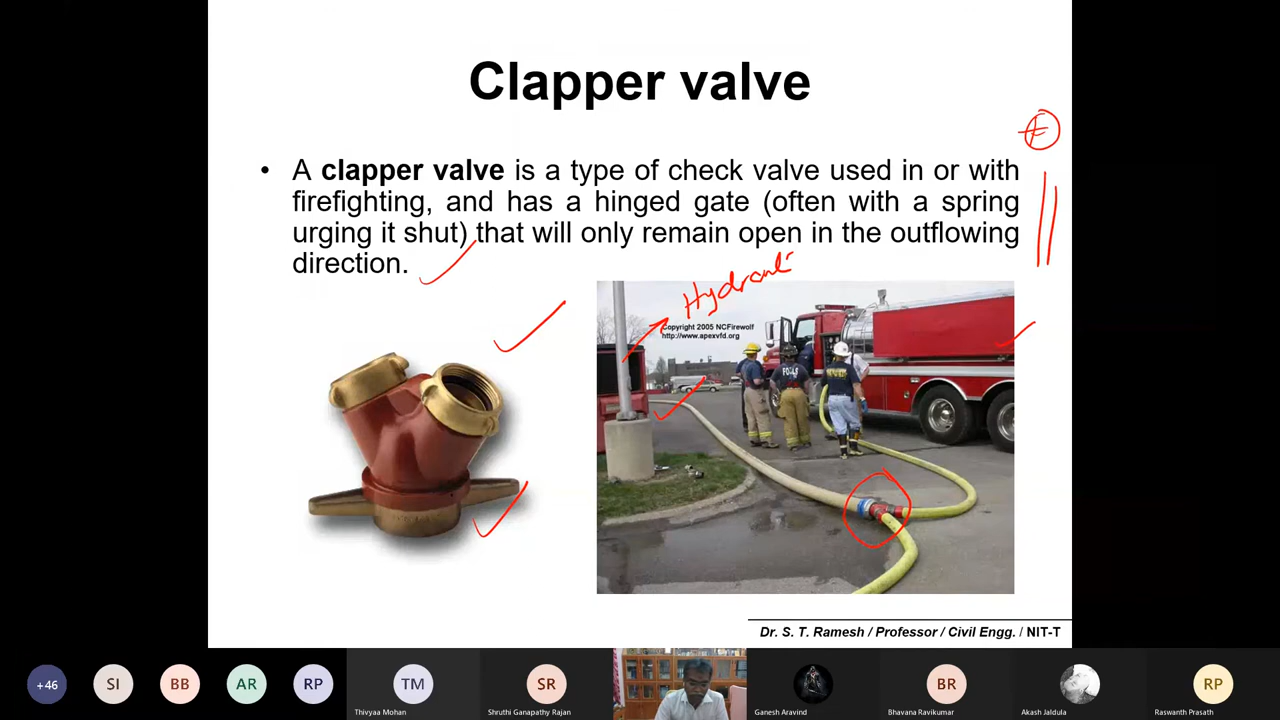 Clapper valve
• A clapper valve is a type of check valve used in or with
firefighting, and has a hinged gate (often with a spring
urging it shut) that will only remain open in the outflowing
direction.
Hydrant
Copyright 2005 NCFirewolf
http://www.apexvfd.org
Dr. S. T. Ramesh / Professor / Civil Engg. / NIT-T
+46
SI
BB
AR
RP
TM
Thivyaa Mohan
SR
Shruthi Ganapathy Rajan
Ganesh Aravind
BR
Bhavana Ravikumar
Akash Jaldula
RP
Raswanth Prasath